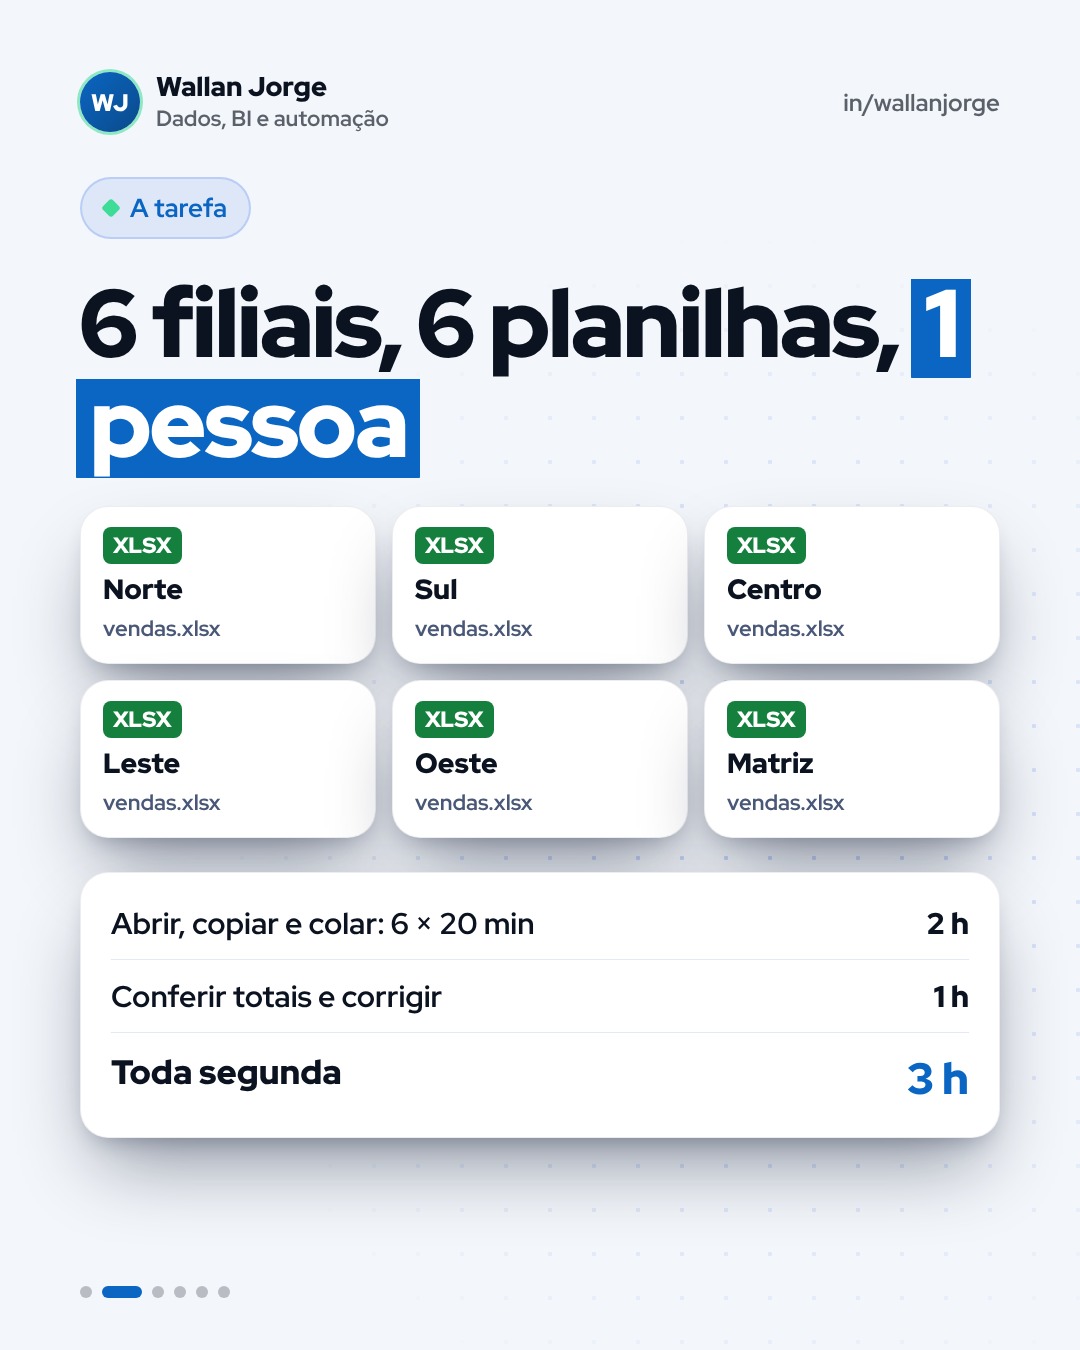 WJ
Wallan Jorge
Dados, BI e automação
in/wallanjorge
A tarefa
6 filiais, 6 planilhas, 1
pessoa
XLSX
Norte
vendas.xlsx
XLSX
Sul
vendas.xlsx
XLSX
Centro
vendas.xlsx
XLSX
Leste
vendas.xlsx
XLSX
Oeste
vendas.xlsx
XLSX
Matriz
vendas.xlsx
Abrir, copiar e colar: 6 × 20 min 2 h
Conferir totais e corrigir 1 h
Toda segunda 3 h